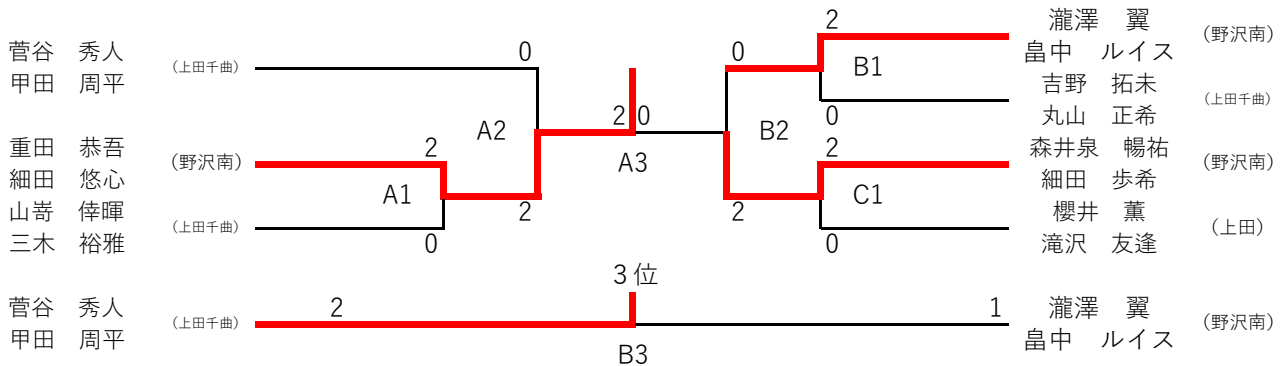 菅谷　秀人
甲田　周平
（上田千曲）
0
A2
重田　恭吾
細田　悠心
（野沢南）
2
A1
2
山嵜　倖暉
三木　裕雅
（上田千曲）
0
2
0
A3
瀧澤　翼
畠中　ルイス
（野沢南）
2
0
B1
吉野　拓未
丸山　正希
（上田千曲）
0
B2
森井泉　暢祐
細田　歩希
（野沢南）
2
2
C1
櫻井　薫
滝沢　友逢
（上田）
0
３位
菅谷　秀人
甲田　周平
（上田千曲）
2
1
瀧澤　翼
畠中　ルイス
（野沢南）
B3